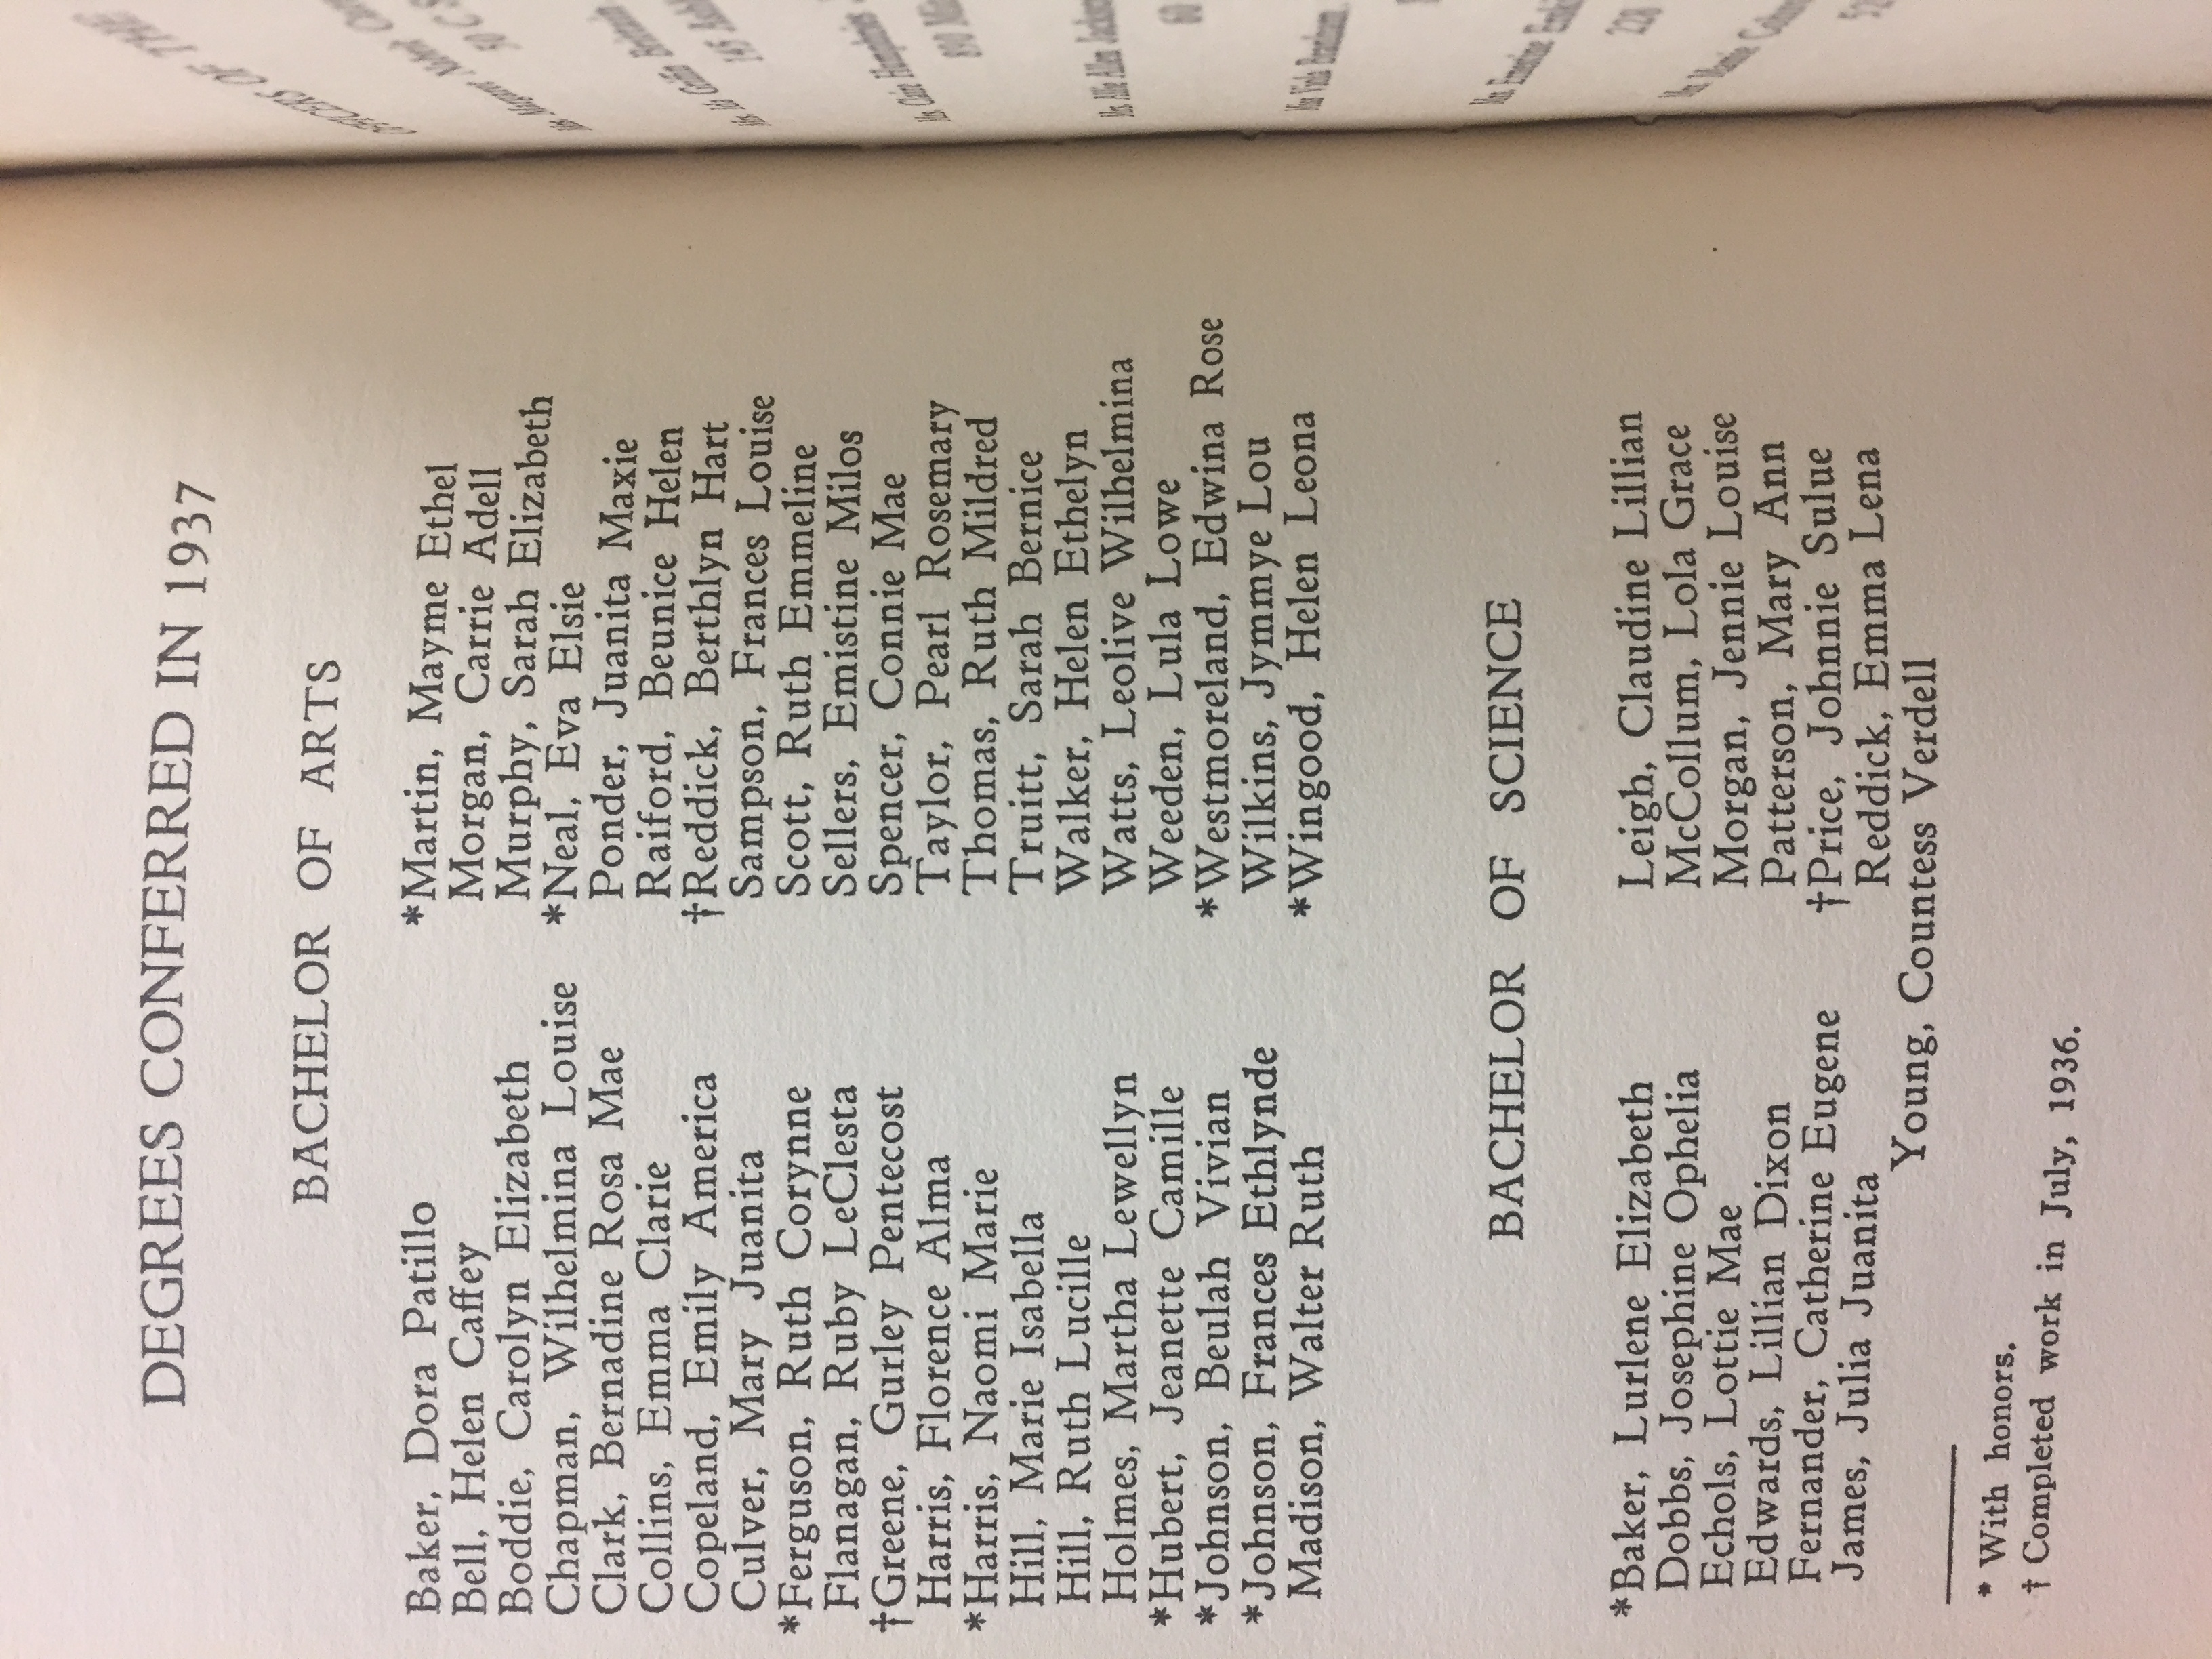 DEGREES CONFERRED IN 1937
BACHELOR OF ARTS
Baker, Dora Patillo
Bell, Helen Caffey
Boddie, Carolyn Elizabeth
Chapman, Wilhelmina Louise
Clark, Bernadine Rosa Mae
Collins, Emma Clarie
Copeland, Emily America
Culver, Mary Juanita
*Ferguson, Ruth Corynne
Flanagan, Ruby LeClesta
†Greene, Gurley Pentecost
Harris, Florence Alma
*Harris, Naomi Marie
Hill, Marie Isabella
Hill, Ruth Lucille
Holmes, Martha Lewellyn
*Hubert, Jeanette Camille
*Johnson, Beulah Vivian
*Johnson, Frances Ethlynde
Madison, Walter Ruth
*Martin, Mayme Ethel
Morgan, Carrie Adell
Murphy, Sarah Elizabeth
*Neal, Eva Elsie
Ponder, Juanita Maxie
Raiford, Beunice Helen
†Reddick, Berthlyn Hart
Sampson, Frances Louise
Scott, Ruth Emmeline
Sellers, Emistine Milos
Spencer, Connie Mae
Taylor, Pearl Rosemary
Thomas, Ruth Mildred
Truitt, Sarah Bernice
Walker, Helen Ethelyn
Watts, Leolive Wilhelmina
Weeden, Lula Lowe
*Westmoreland, Edwina Rose
Wilkins, Jymmye Lou
*Wingood, Helen Leona
BACHELOR OF SCIENCE
*Baker, Lurlene Elizabeth
Dobbs, Josephine Ophelia
Echols, Lottie Mae
Edwards, Lillian Dixon
Fernander, Catherine Eugene
James, Julia Juanita
Leigh, Claudine Lillian
McCollum, Lola Grace
Morgan, Jennie Louise
Patterson, Mary Ann
†Price, Johnnie Sulue
Reddick, Emma Lena
Young, Countess Verdell
* With honors.
† Completed work in July, 1936.
OFFICERS OF THE